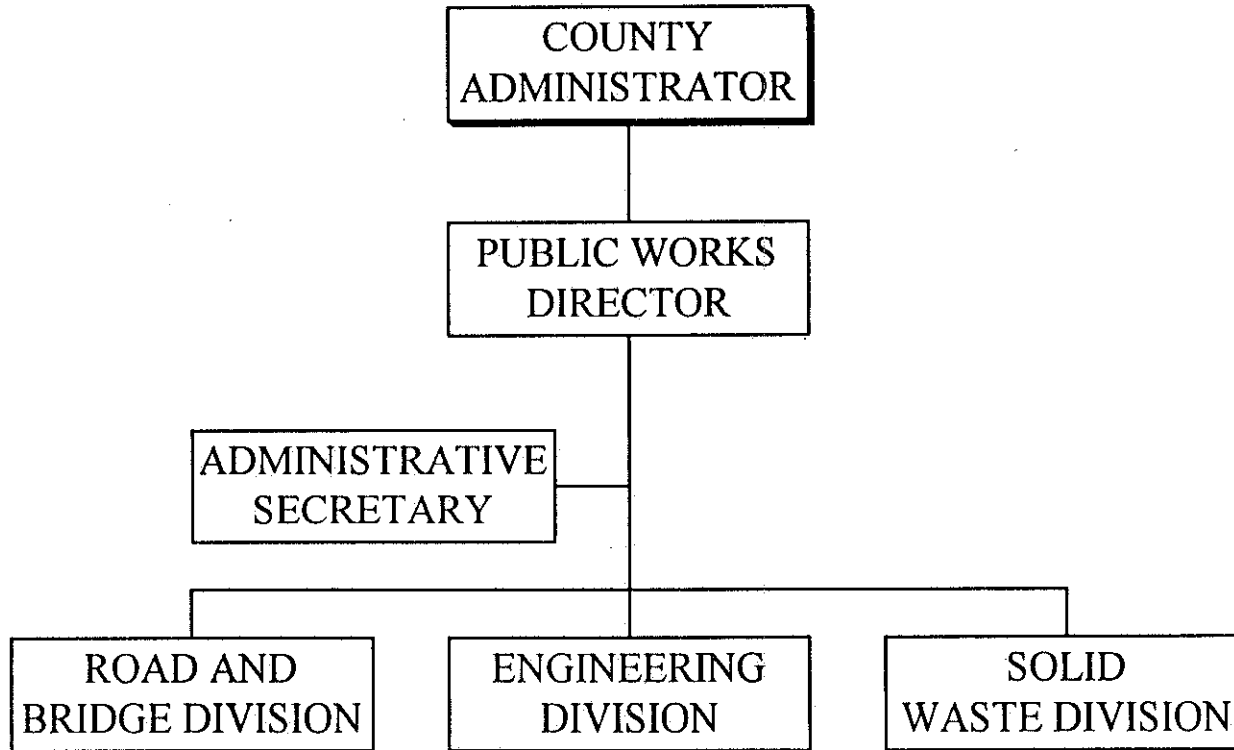 COUNTY
ADMINISTRATOR
PUBLIC WORKS
DIRECTOR
ADMINISTRATIVE
SECRETARY
ROAD AND
BRIDGE DIVISION
ENGINEERING
DIVISION
SOLID
WASTE DIVISION